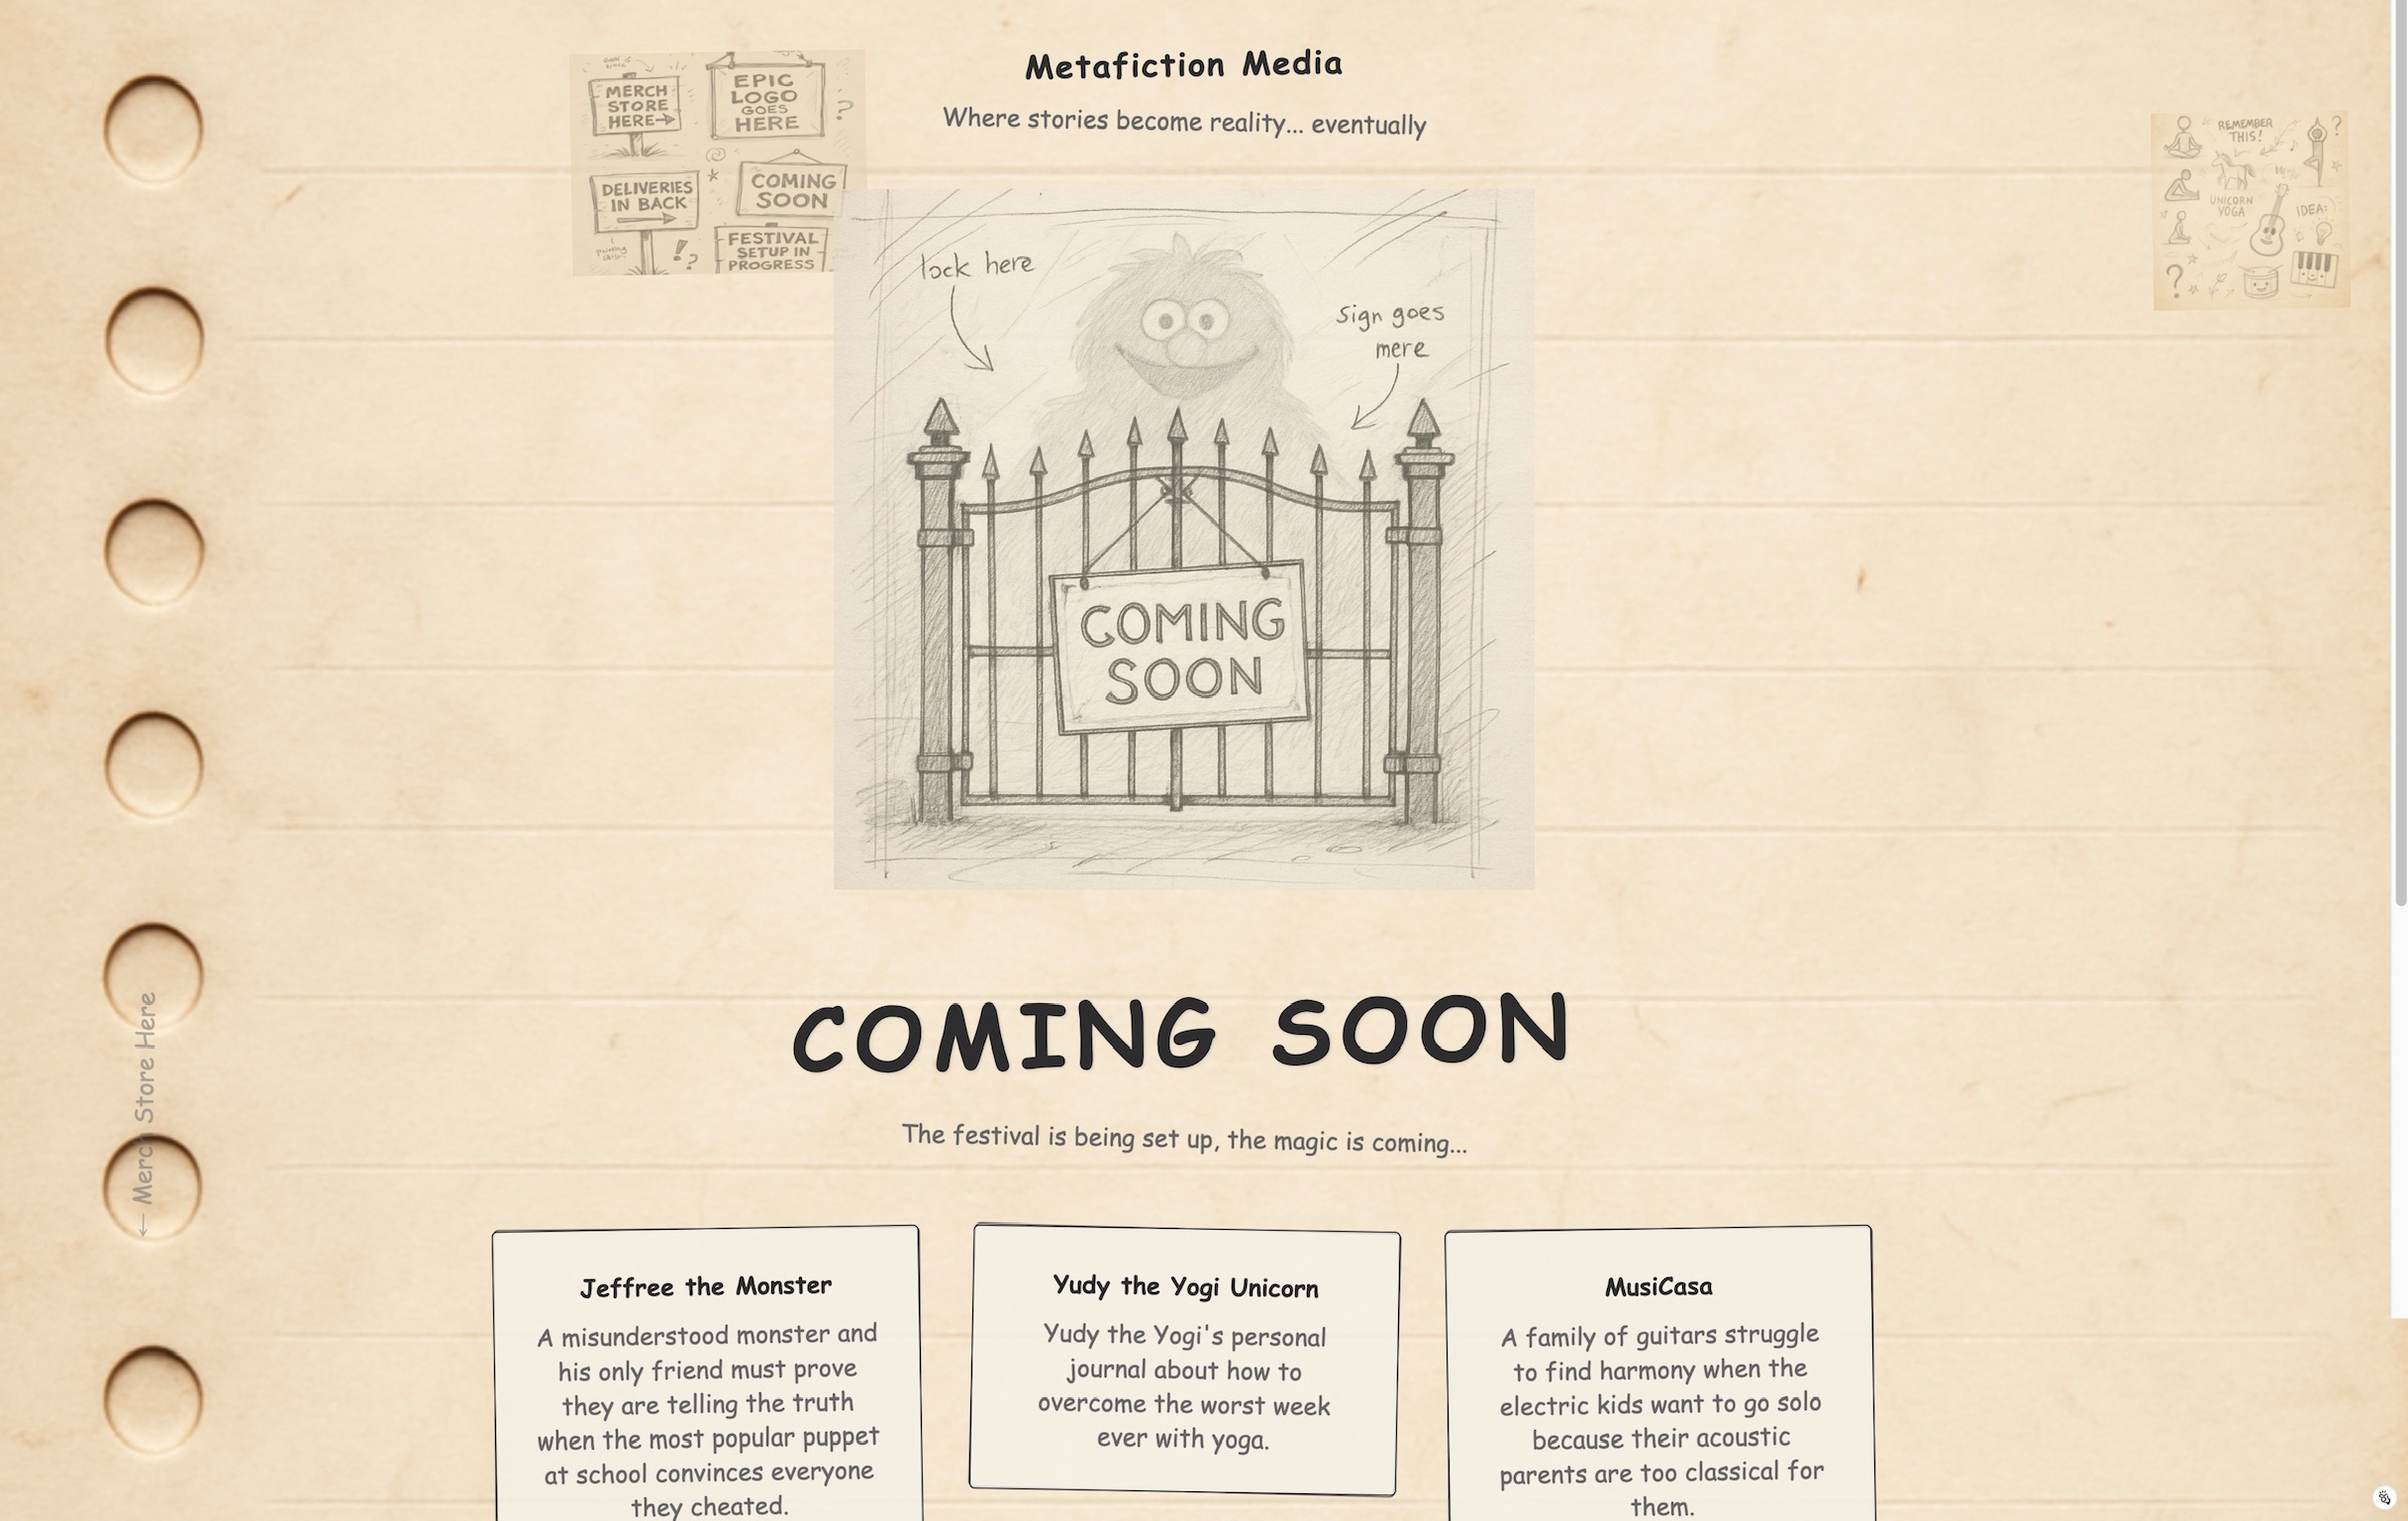 Metafiction Media
Where stories become reality... eventually
MERCH
STORE
HERE→
EPIC
LOGO
GOES
HERE
?
DELIVERIES
IN BACK
COMING
SOON
!?
FESTIVAL
SETUP IN
PROGRESS
REMEMBER
THIS!
?
UNICORN
YOGA
IDEA:
?
lock here
Sign goes
mere
COMING
SOON
COMING SOON
The festival is being set up, the magic is coming...
← Merch Store Here
Jeffree the Monster
A misunderstood monster and
his only friend must prove
they are telling the truth
when the most popular puppet
at school convinces everyone
they cheated.
Yudy the Yogi Unicorn
Yudy the Yogi's personal
journal about how to
overcome the worst week
ever with yoga.
MusiCasa
A family of guitars struggle
to find harmony when the
electric kids want to go solo
because their acoustic
parents are too classical for
them.